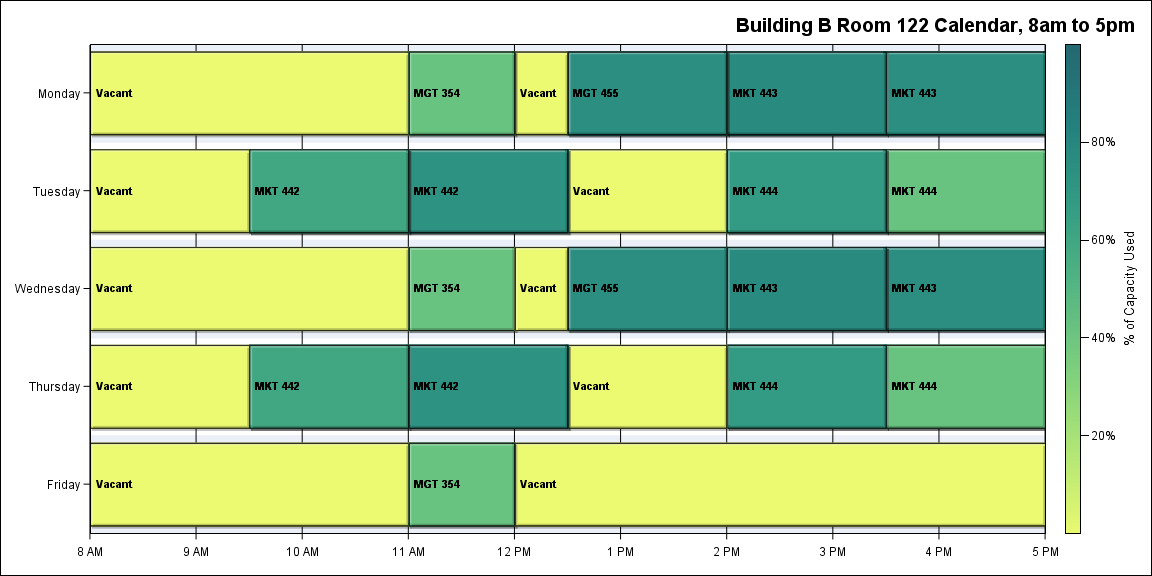 Building B Room 122 Calendar, 8am to 5pm
Monday
Vacant
MGT 354
Vacant
MGT 455
MKT 443
MKT 443
Tuesday
Vacant
MKT 442
MKT 442
Vacant
MKT 444
MKT 444
Wednesday
Vacant
MGT 354
Vacant
MGT 455
MKT 443
MKT 443
Thursday
Vacant
MKT 442
MKT 442
Vacant
MKT 444
MKT 444
Friday
Vacant
MGT 354
Vacant
8 AM
9 AM
10 AM
11 AM
12 PM
1 PM
2 PM
3 PM
4 PM
5 PM
80%
60%
40%
20%
% of Capacity Used